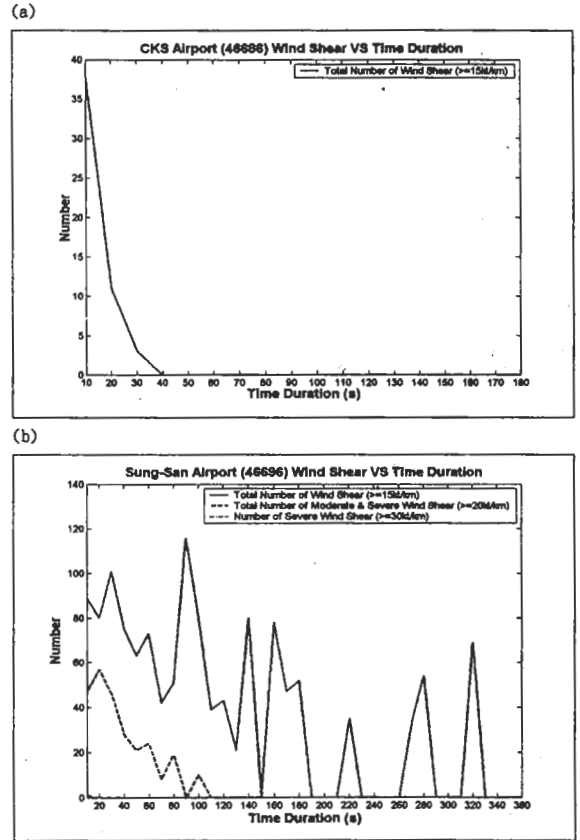 (a)
CKS Airport (46686) Wind Shear VS Time Duration
Total Number of Wind Shear (>=15kt/km)
40
35
30
25
20
15
10
5
0
Number
10 20 30 40 50 60 70 80 90 100 110 120 130 140 150 160 170 180
Time Duration (s)
(b)
Sung-San Airport (46696) Wind Shear VS Time Duration
Total Number of Wind Shear (>=15kt/km)
Total Number of Moderate & Severe Wind Shear (>=20kt/km)
Number of Severe Wind Shear (>=30kt/km)
140
120
100
80
60
40
20
0
Number
20 40 60 80 100 120 140 160 180 200 220 240 260 280 300 320 340 360 380
Time Duration (s)